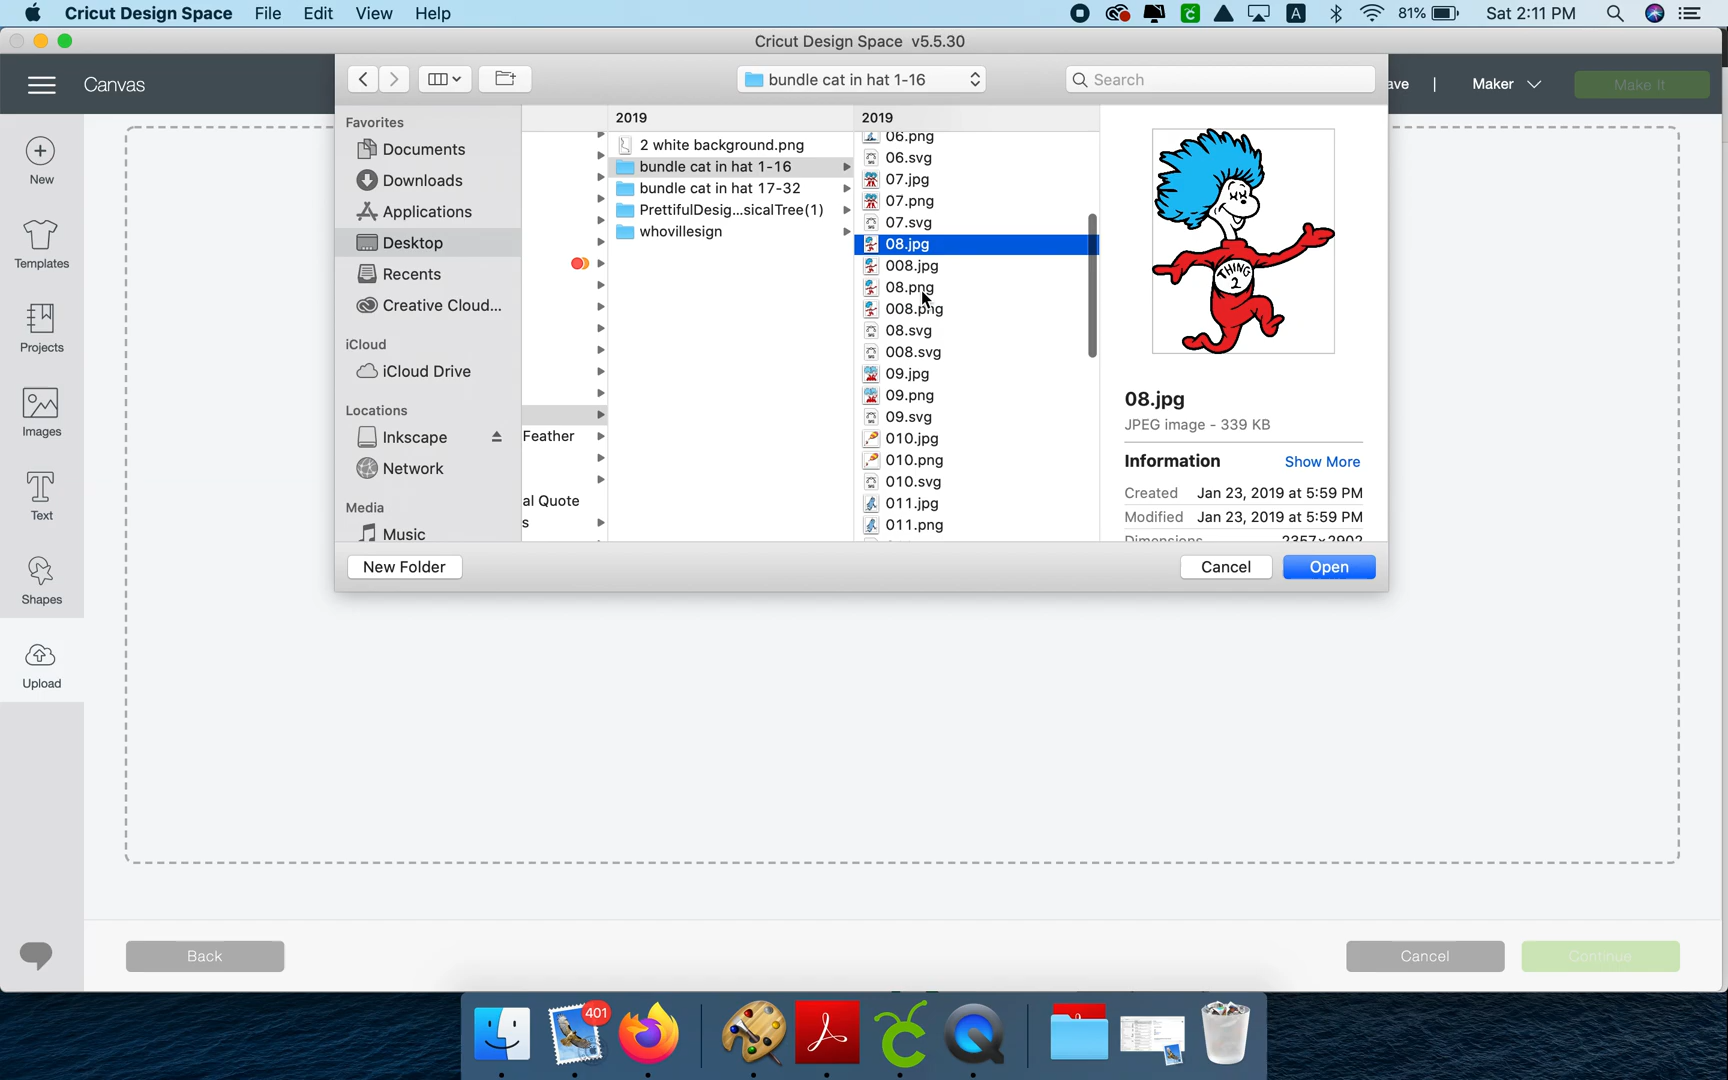 Cricut Design Space File Edit View Help
A 81% Sat 2:11 PM
Cricut Design Space v5.5.30
Canvas
bundle cat in hat 1-16
Search
ave | Maker
Make It
New
Templates
Projects
Images
Text
Shapes
Upload
Favorites
Documents
Downloads
Applications
Desktop
Recents
Creative Cloud...
iCloud
iCloud Drive
Locations
Inkscape
Network
Media
Music
Feather
al Quote
s
2019
2 white background.png
bundle cat in hat 1-16
bundle cat in hat 17-32
PrettifulDesig...sicalTree(1)
whovillesign
2019
06.png
06.svg
07.jpg
07.png
07.svg
08.jpg
008.jpg
08.png
008.png
08.svg
008.svg
09.jpg
09.png
09.svg
010.jpg
010.png
010.svg
011.jpg
011.png
THING
2
08.jpg
JPEG image - 339 KB
Information Show More
Created Jan 23, 2019 at 5:59 PM
Modified Jan 23, 2019 at 5:59 PM
Dimensions 2357×2902
New Folder
Cancel
Open
Back
Cancel
Continue
401